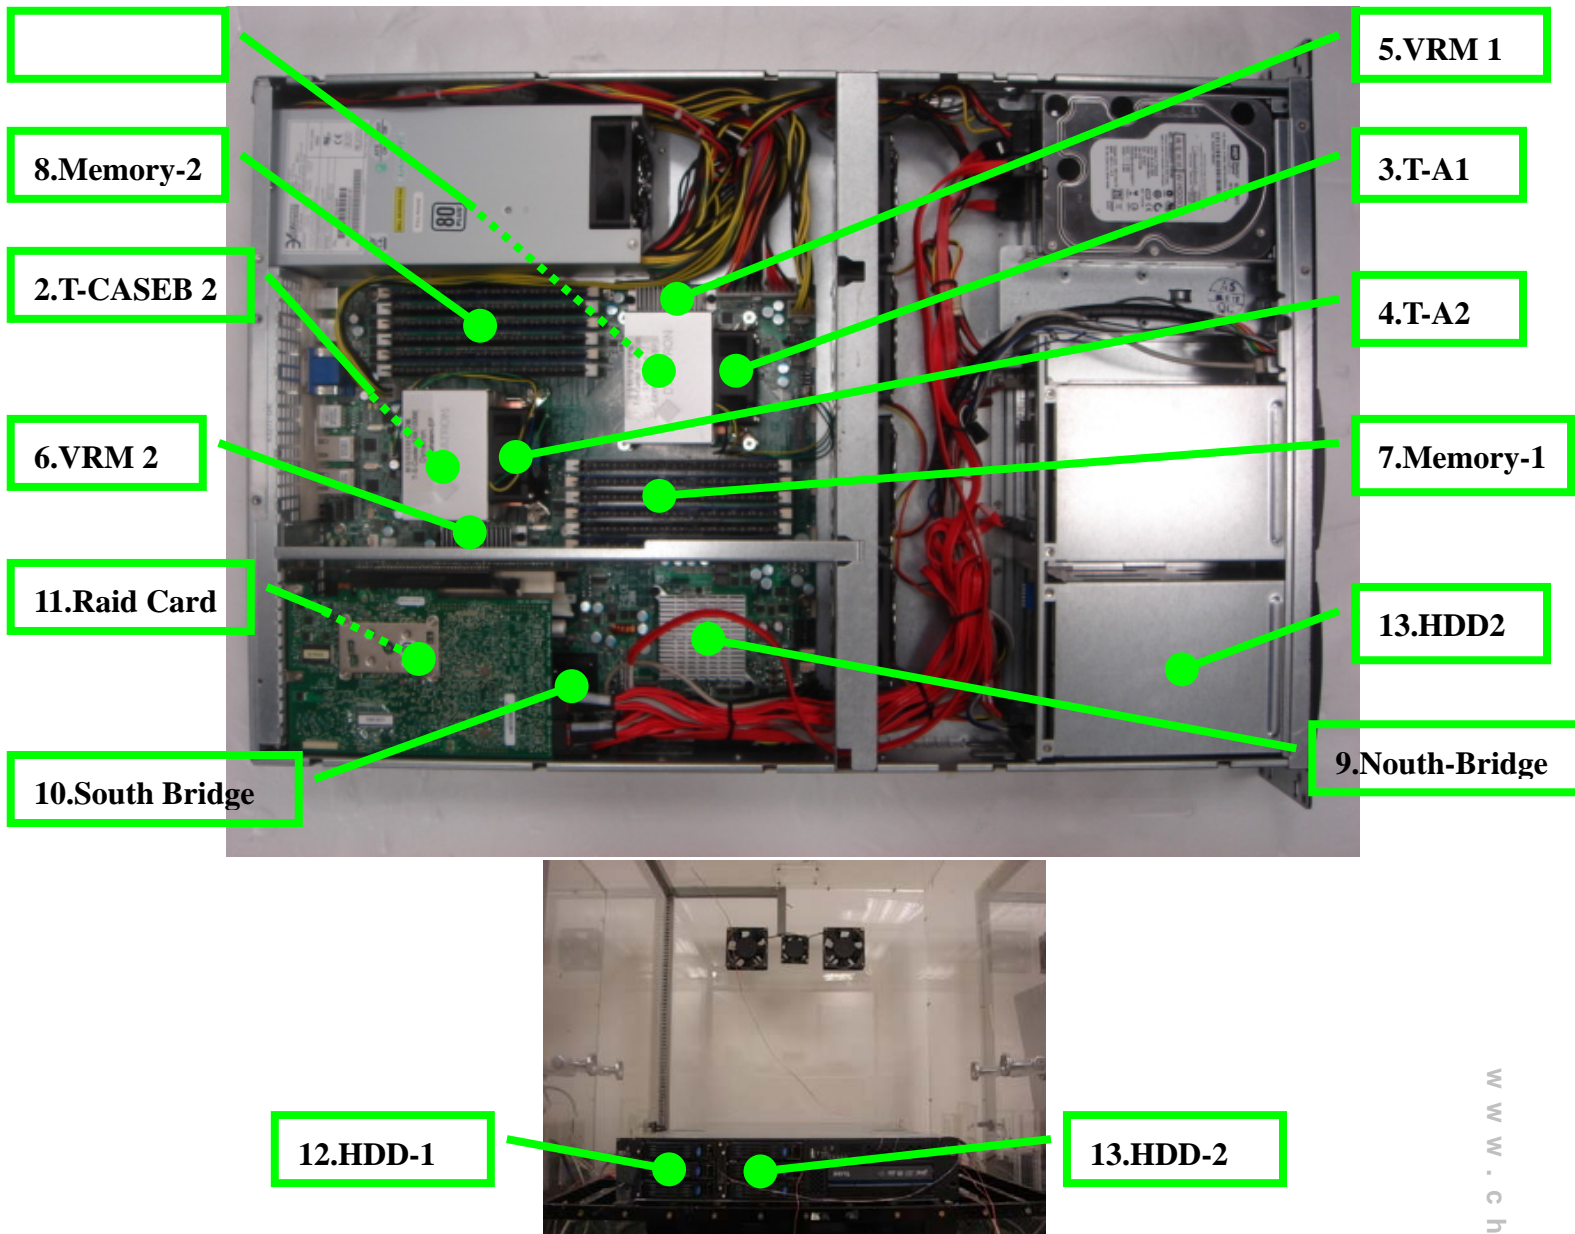 5.VRM 1
8.Memory-2
3.T-A1
2.T-CASEB 2
4.T-A2
6.VRM 2
7.Memory-1
11.Raid Card
13.HDD2
10.South Bridge
9.Nouth-Bridge
80
12.HDD-1
13.HDD-2
www.ch